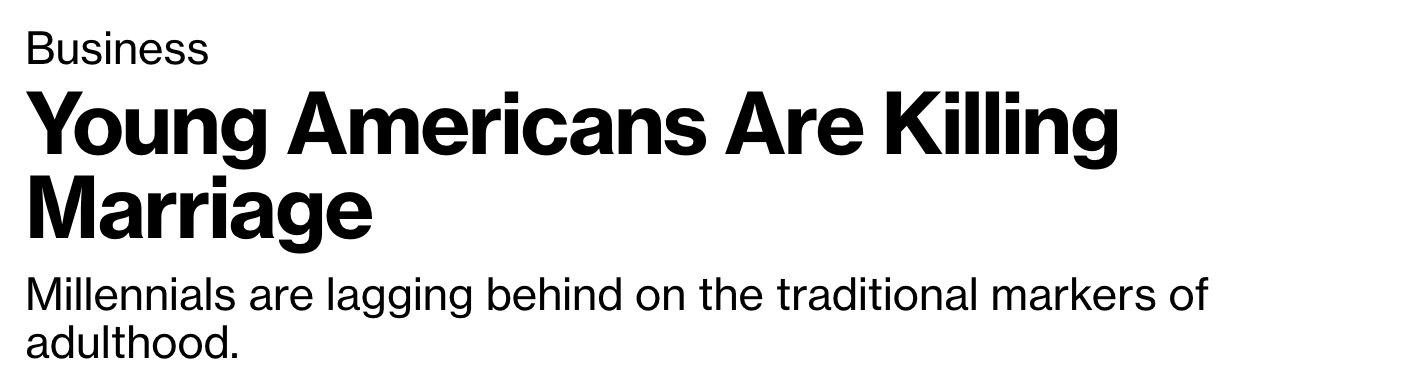 Business
Young Americans Are Killing
Marriage
Millennials are lagging behind on the traditional markers of
adulthood.